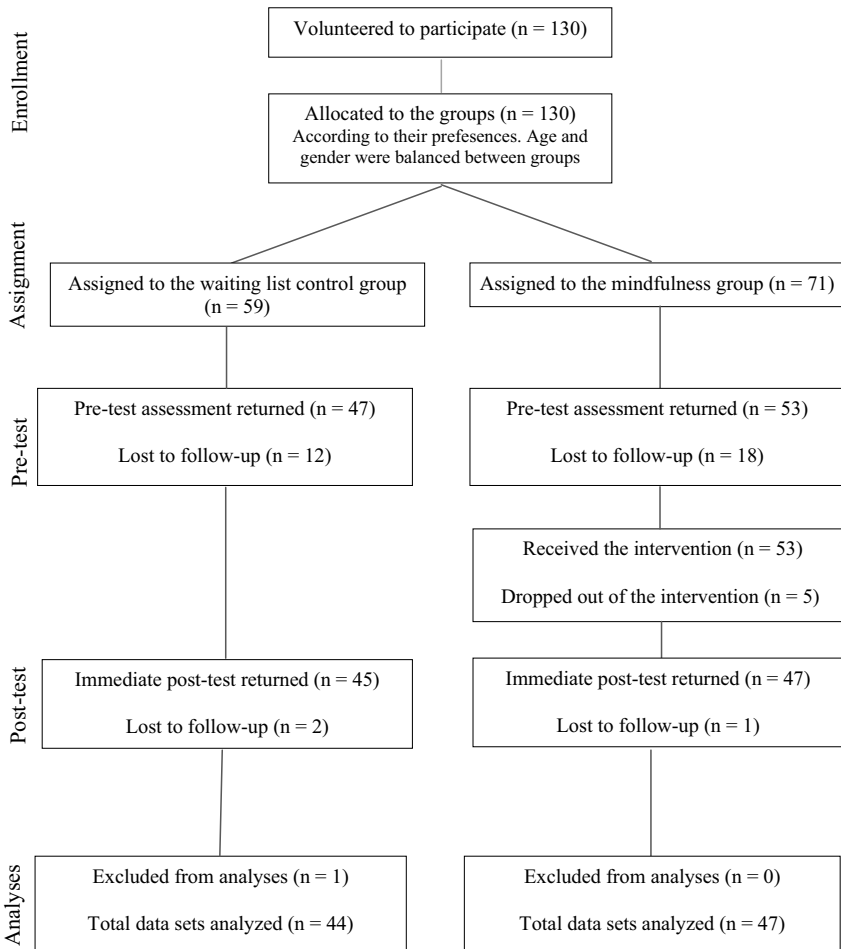 Enrollment
Volunteered to participate (n = 130)
Allocated to the groups (n = 130)
According to their prefesences. Age and
gender were balanced between groups
Assignment
Assigned to the waiting list control group
(n = 59)
Assigned to the mindfulness group (n = 71)
Pre-test
Pre-test assessment returned (n = 47)
Lost to follow-up (n = 12)
Pre-test assessment returned (n = 53)
Lost to follow-up (n = 18)
Received the intervention (n = 53)
Dropped out of the intervention (n = 5)
Post-test
Immediate post-test returned (n = 45)
Lost to follow-up (n = 2)
Immediate post-test returned (n = 47)
Lost to follow-up (n = 1)
Analyses
Excluded from analyses (n = 1)
Total data sets analyzed (n = 44)
Excluded from analyses (n = 0)
Total data sets analyzed (n = 47)